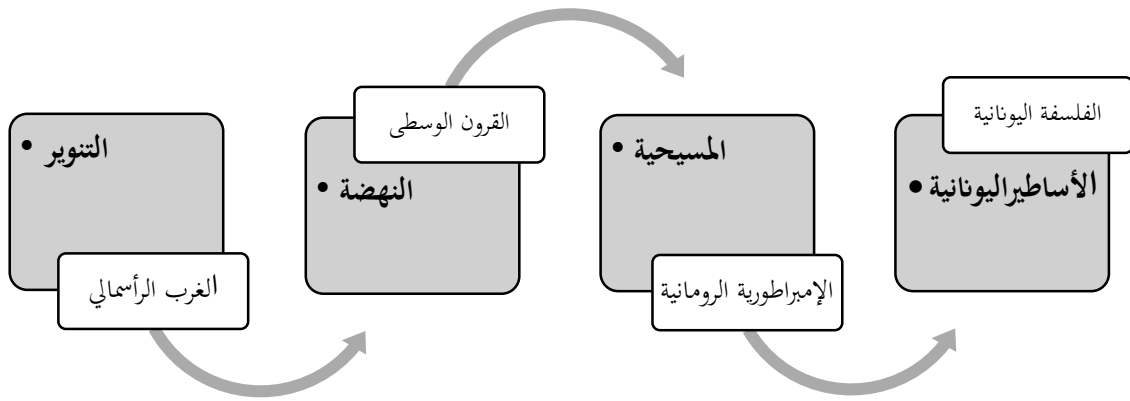 الفلسفة اليونانية
• الأساطيراليونانية
• المسيحية
الإمبراطورية الرومانية
القرون الوسطى
• النهضة
• التنوير
الغرب الرأسمالي